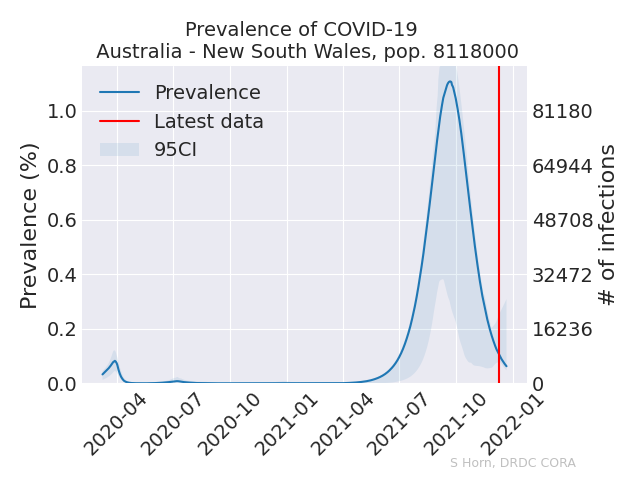 Prevalence of COVID-19
Australia - New South Wales, pop. 8118000
Prevalence
Latest data
95CI
Prevalence (%)
1.0
0.8
0.6
0.4
0.2
0.0
81180
64944
48708
32472
16236
0
# of infections
2020-04
2020-07
2020-10
2021-01
2021-04
2021-07
2021-10
2022-01
S Horn, DRDC CORA